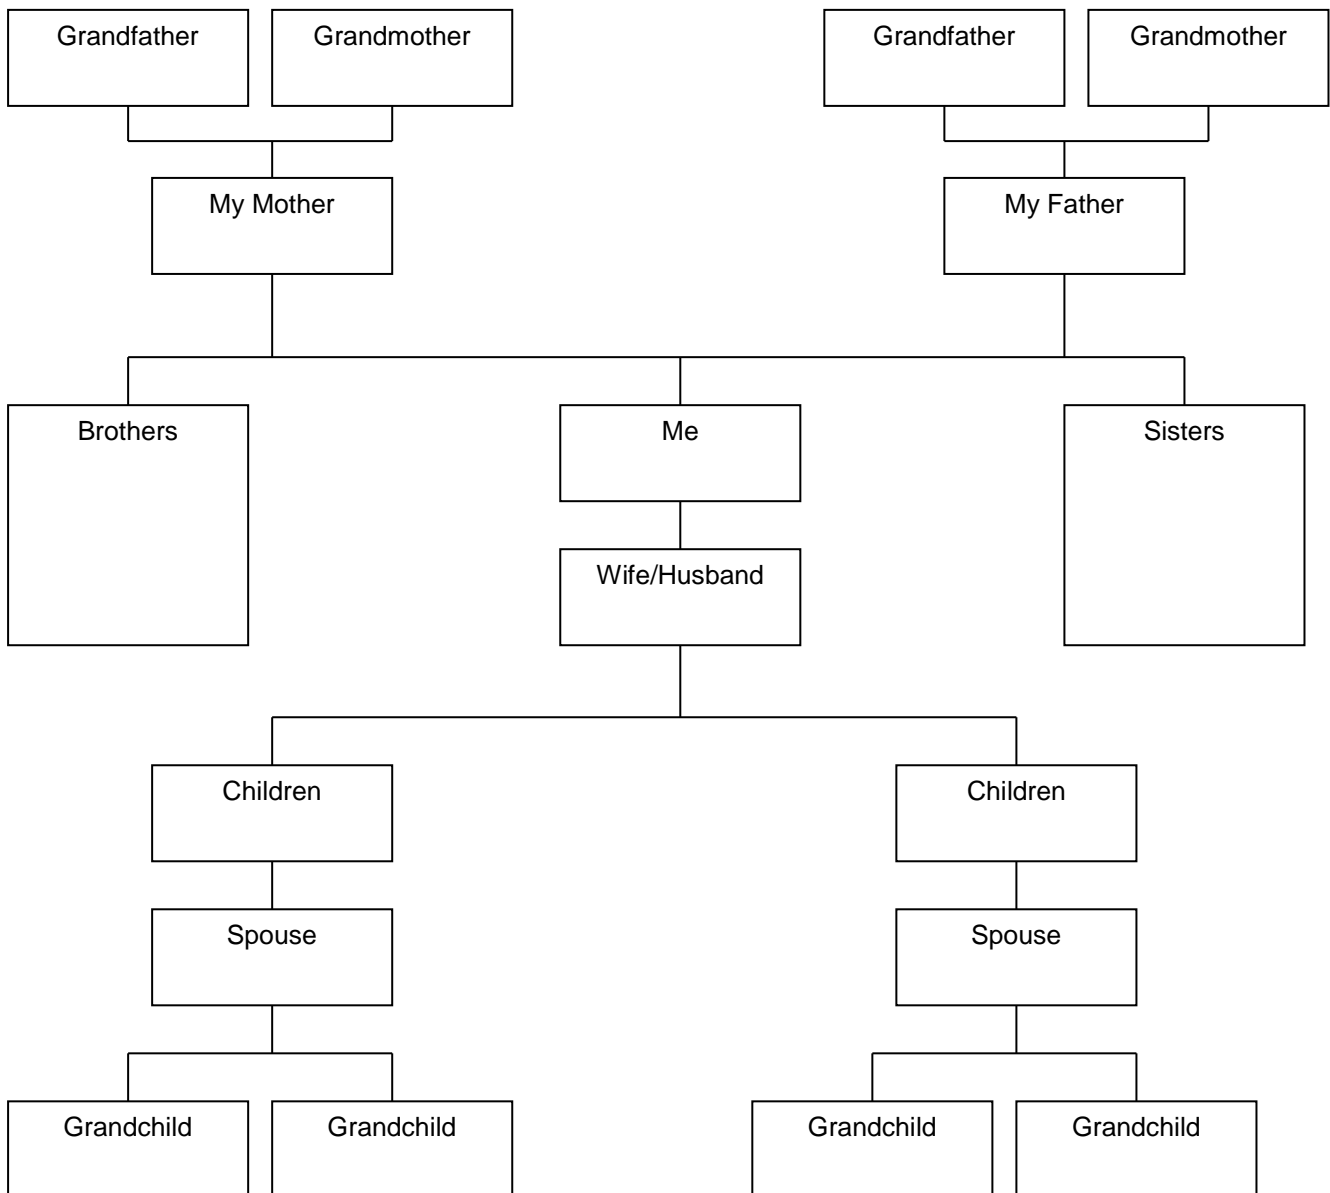 Grandfather
Grandmother
Grandfather
Grandmother
My Mother
My Father
Brothers
Me
Sisters
Wife/Husband
Children
Children
Spouse
Spouse
Grandchild
Grandchild
Grandchild
Grandchild